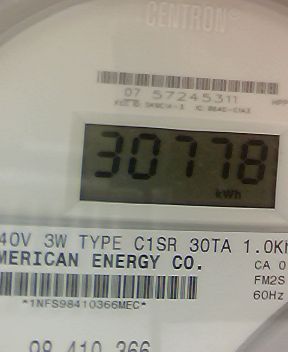 CENTRON®
07 57245311
30778
kWh
40V 3W TYPE C1SR 30TA 1.0Kh
MERICAN ENERGY CO.
CA 0
FM2S
60Hz
*1NFS98410366MEC*
98 410 366